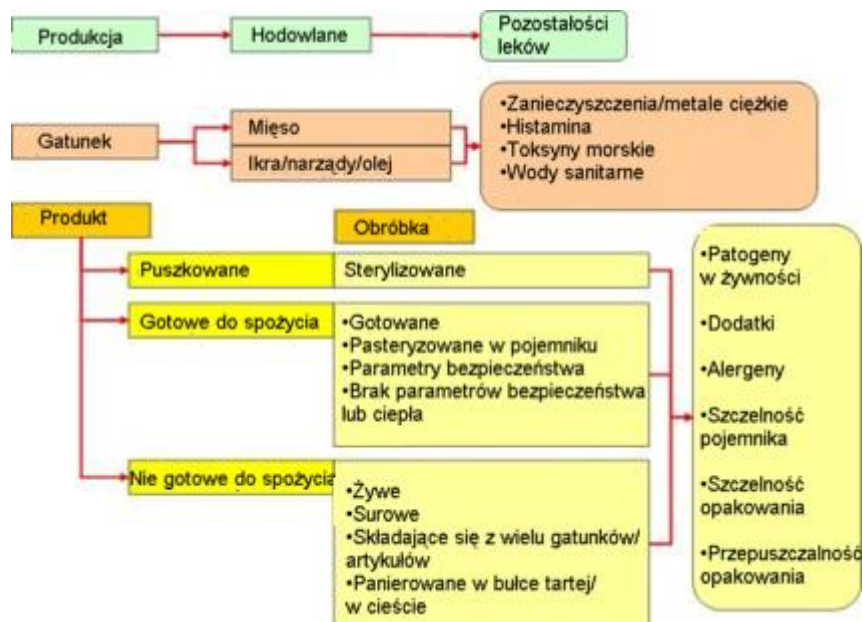 Produkcja
Hodowlane
Pozostałości
leków
Gatunek
Mięso
Ikra/narządy/olej
•Zanieczyszczenia/metale ciężkie
•Histamina
•Toksyny morskie
•Wody sanitarne
Produkt
Obróbka
Puszkowane
Sterylizowane
Gotowe do spożycia
•Gotowane
•Pasteryzowane w pojemniku
•Parametry bezpieczeństwa
•Brak parametrów bezpieczeństwa
lub ciepła
Nie gotowe do spożycia
•Żywe
•Surowe
•Składające się z wielu gatunków/
artykułów
•Panierowane w bułce tartej/
w cieście
•Patogeny
w żywności
•Dodatki
•Alergeny
•Szczelność
pojemnika
•Szczelność
opakowania
•Przepuszczalność
opakowania